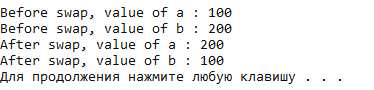 Before swap, value of a : 100
Before swap, value of b : 200
After swap, value of a : 200
After swap, value of b : 100
Для продолжения нажмите любую клавишу . . .